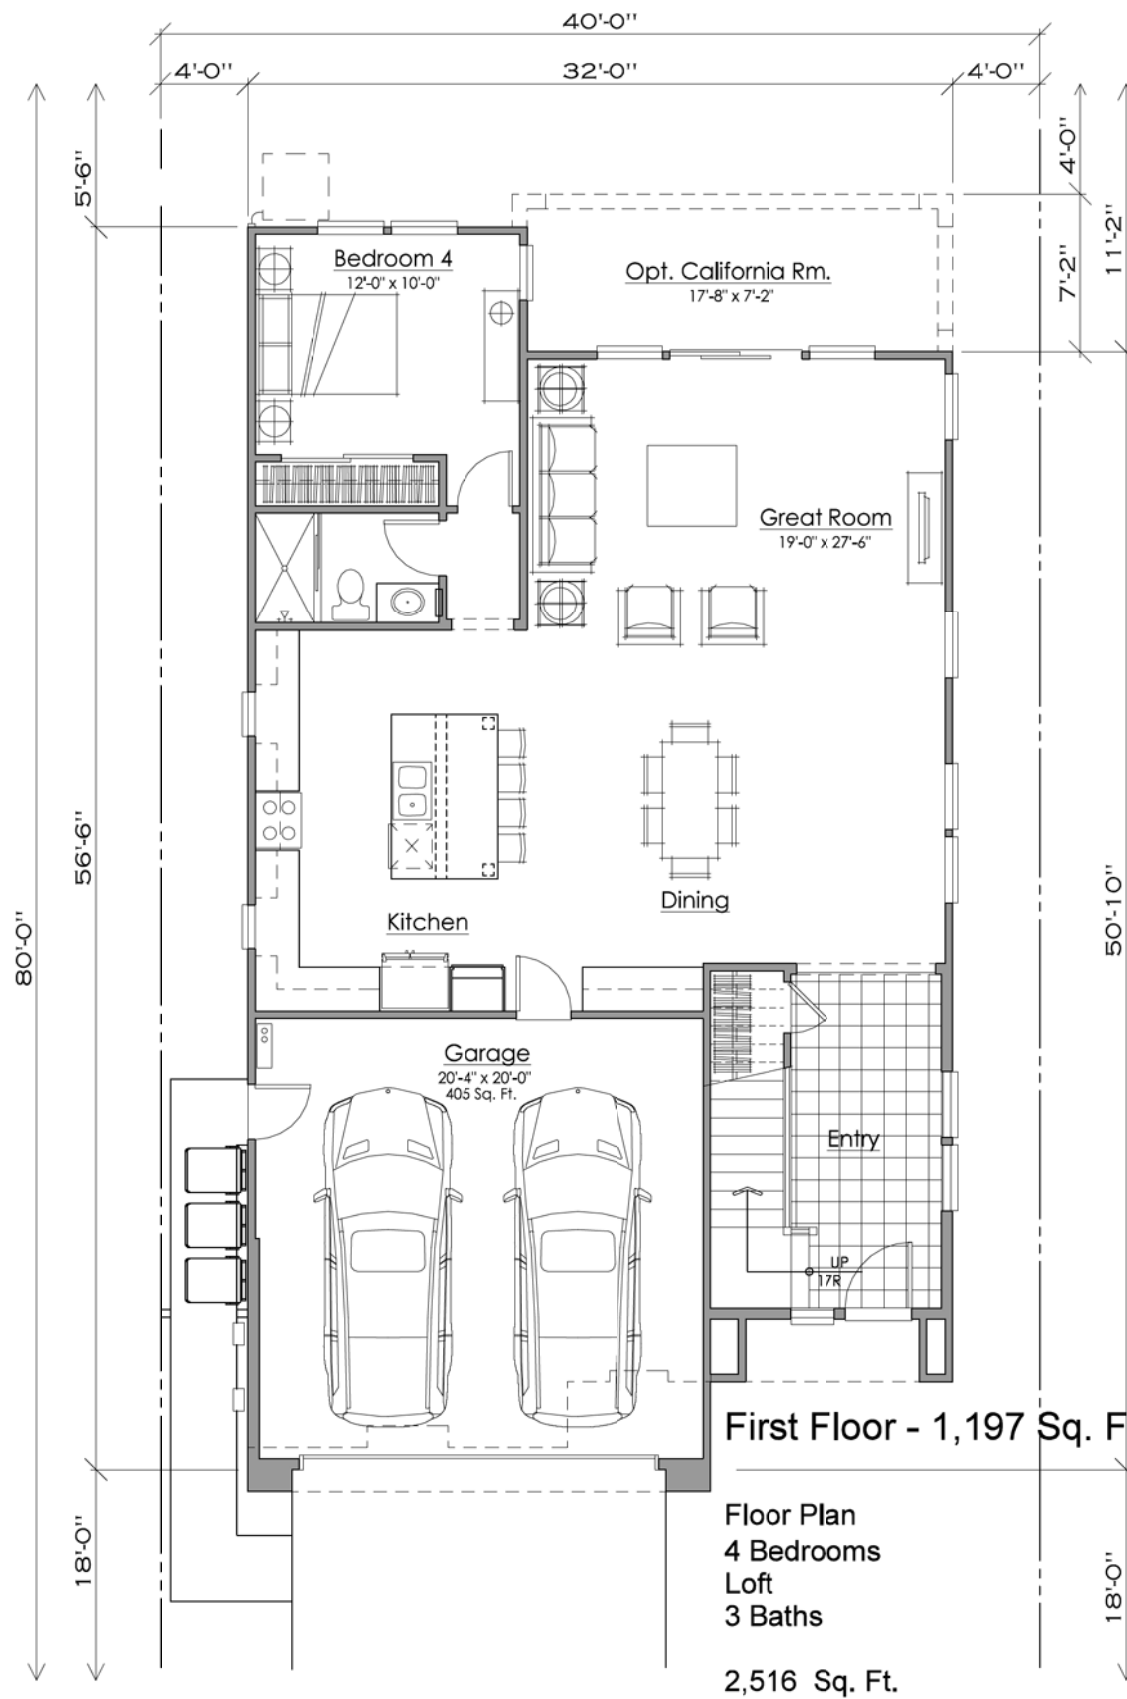 40'-0"
4'-0"
32'-0"
4'-0"
5'-6"
4'-0"
11'-2"
7'-2"
Bedroom 4
12'-0" x 10'-0"
Opt. California Rm.
17'-8" x 7'-2"
Great Room
19'-0" x 27'-6"
56'-6"
80'-0"
50'-10"
Dining
Kitchen
Garage
20'-4" x 20'-0"
405 Sq. Ft.
Entry
UP
17R
First Floor - 1,197 Sq. F
Floor Plan
4 Bedrooms
Loft
3 Baths
2,516 Sq. Ft.
18'-0"
18'-0"